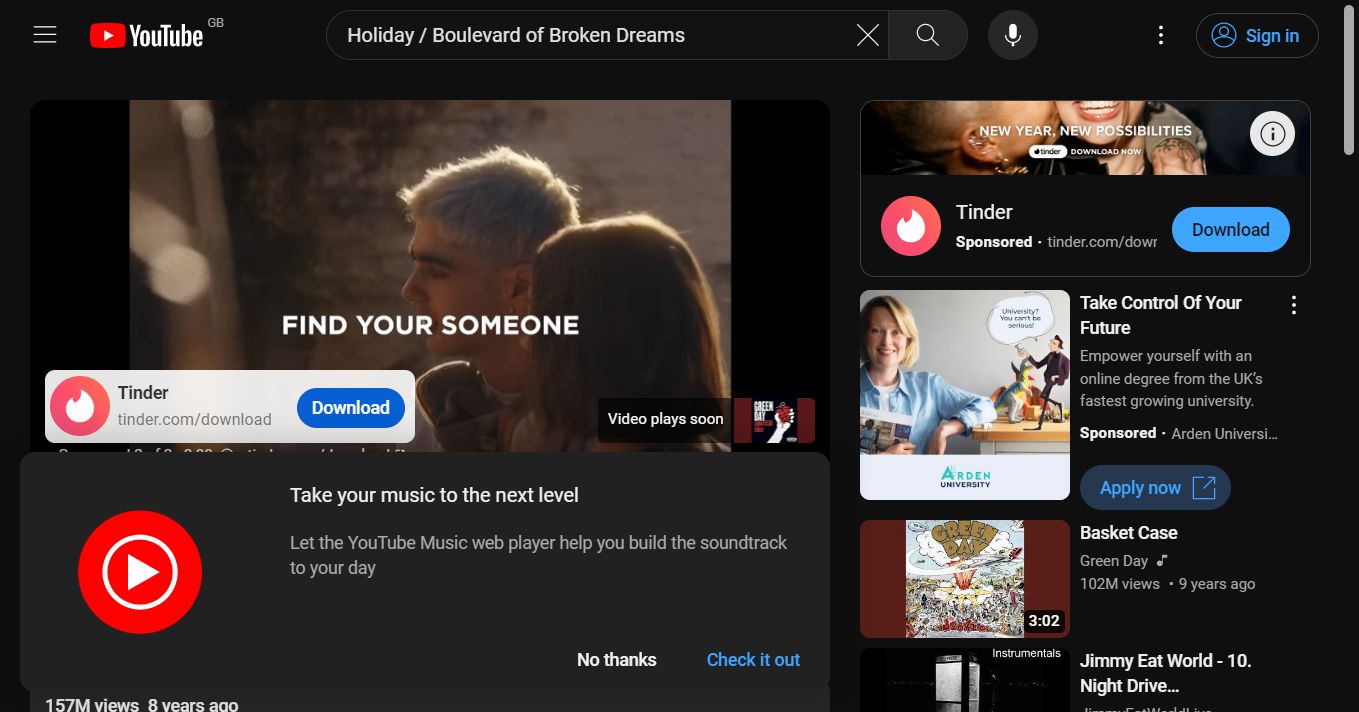 YouTube
GB
Holiday / Boulevard of Broken Dreams
Sign in
FIND YOUR SOMEONE
Tinder
tinder.com/download
Download
Video plays soon
GREEN DAY
Take your music to the next level
Let the YouTube Music web player help you build the soundtrack
to your day
No thanks
Check it out
157M views 8 years ago
NEW YEAR, NEW POSSIBILITIES
tinder DOWNLOAD NOW
Tinder
Sponsored · tinder.com/dowr
Download
University?
You can't be
serious!
ARDEN
UNIVERSITY
Take Control Of Your
Future
Empower yourself with an
online degree from the UK's
fastest growing university.
Sponsored · Arden Universi...
Apply now
GREEN DAY
3:02
Basket Case
Green Day
102M views • 9 years ago
Instrumentals
Jimmy Eat World - 10.
Night Drive...
JimmyEatWorldLive